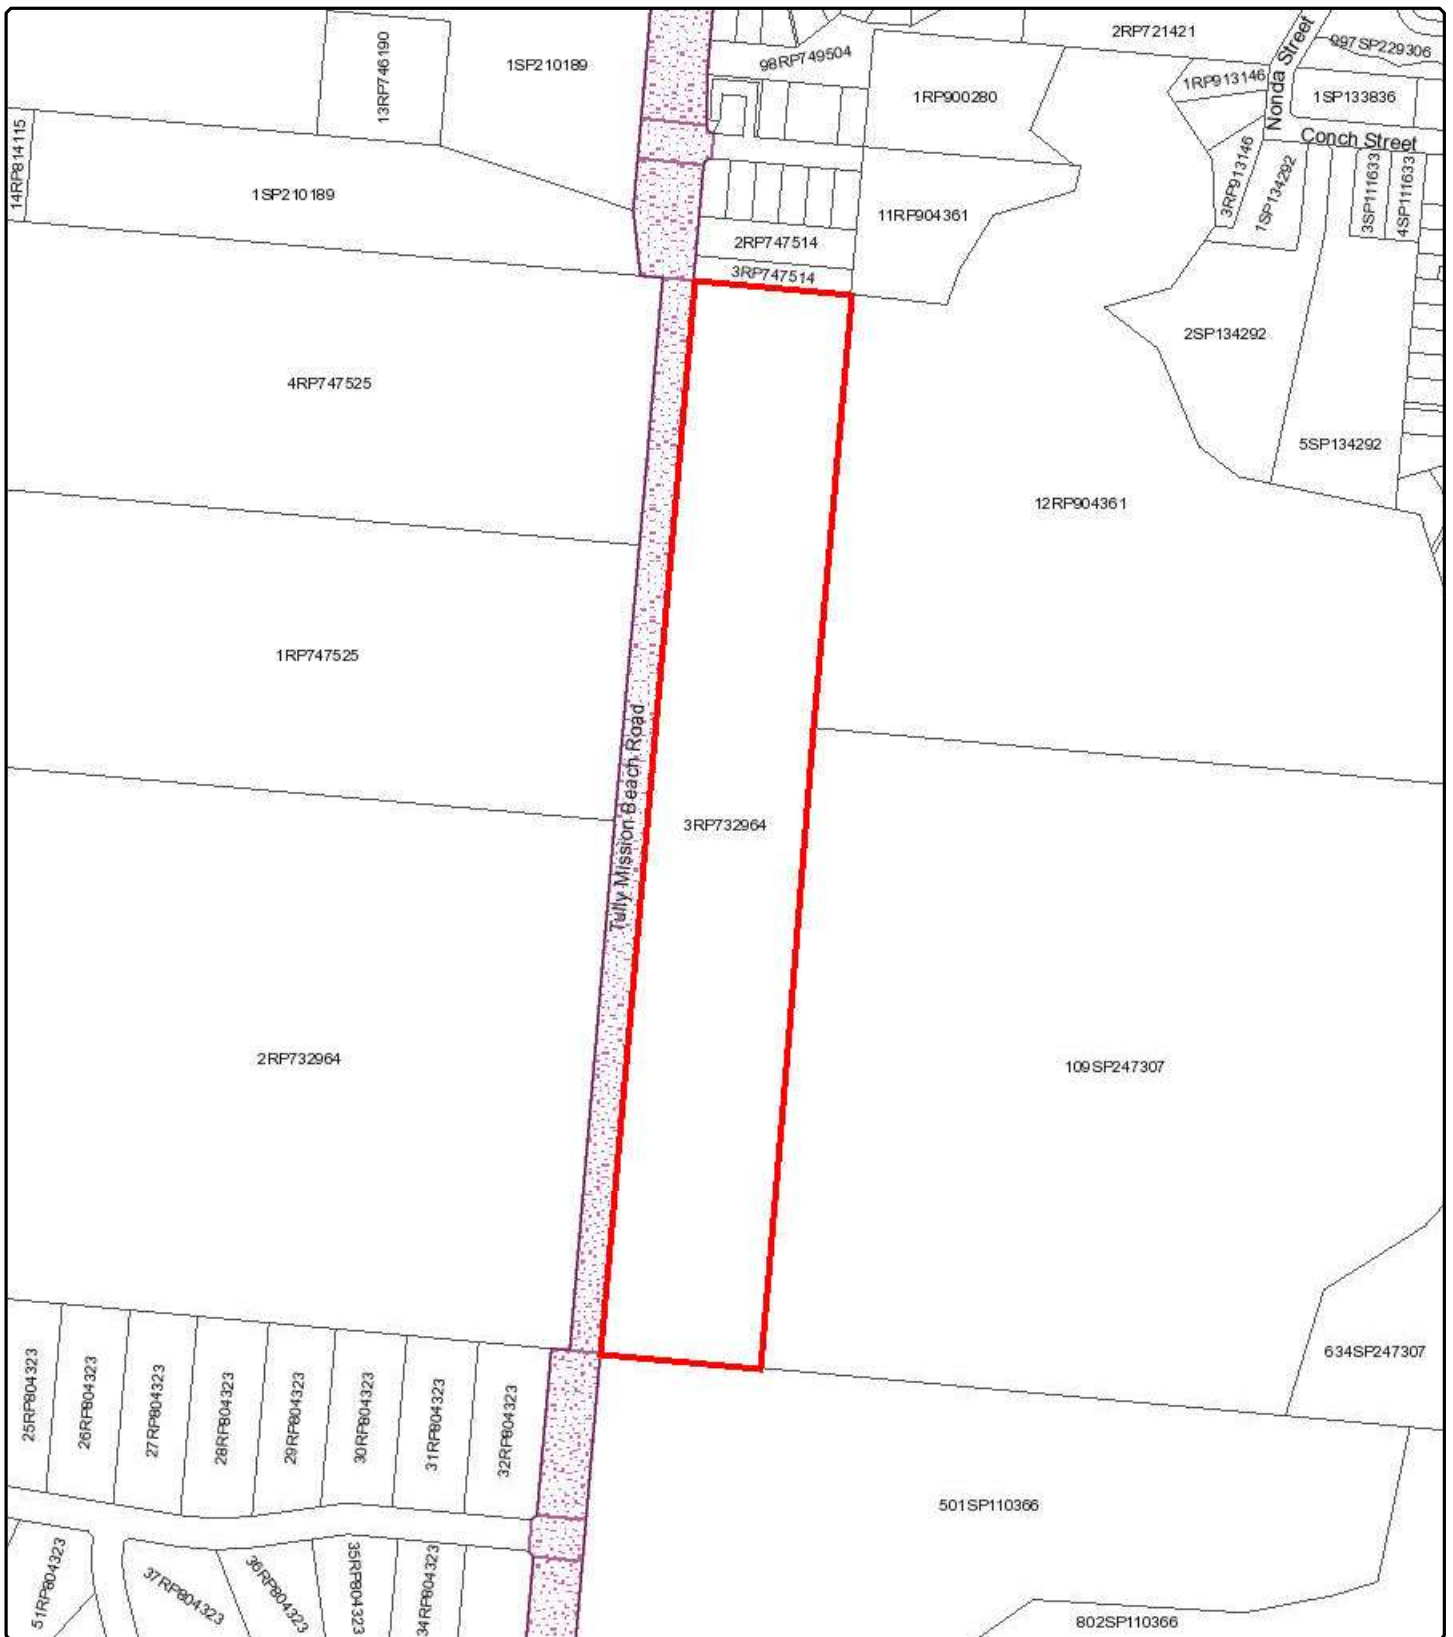 2RP721421
Nonda Street
997SP229306
13RP746190
1SP210189
98RP749504
1RP913146
1RP900280
1SP133836
Conch Street
14RP814115
1SP210189
3RP913146
1SP134292
3SP111633
4SP111633
11RP904361
2RP747514
3RP747514
2SP134292
4RP747525
5SP134292
12RP904361
1RP747525
Tully Mission Beach Road
3RP732964
2RP732964
109SP247307
634SP247307
25RP804323
26RP804323
27RP804323
28RP804323
29RP804323
30RP804323
31RP804323
32RP804323
501SP110366
51RP804323
37RP804323
36RP804323
35RP804323
34RP804323
802SP110366